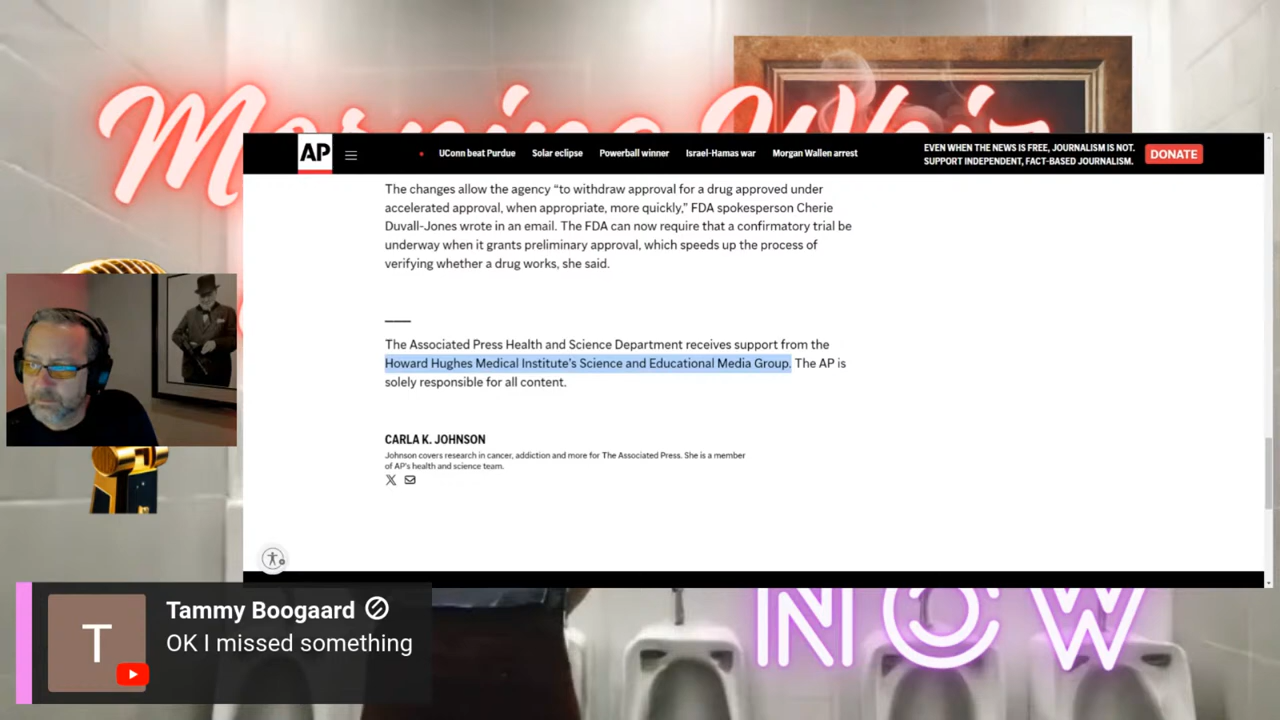 Morning Whiz
AP
UConn beat Purdue
Solar eclipse
Powerball winner
Israel-Hamas war
Morgan Wallen arrest
EVEN WHEN THE NEWS IS FREE, JOURNALISM IS NOT.
SUPPORT INDEPENDENT, FACT-BASED JOURNALISM.
DONATE
The changes allow the agency “to withdraw approval for a drug approved under
accelerated approval, when appropriate, more quickly,” FDA spokesperson Cherie
Duvall-Jones wrote in an email. The FDA can now require that a confirmatory trial be
underway when it grants preliminary approval, which speeds up the process of
verifying whether a drug works, she said.
The Associated Press Health and Science Department receives support from the
Howard Hughes Medical Institute’s Science and Educational Media Group. The AP is
solely responsible for all content.
CARLA K. JOHNSON
Johnson covers research in cancer, addiction and more for The Associated Press. She is a member
of AP’s health and science team.
T
Tammy Boogaard
OK I missed something
NOW